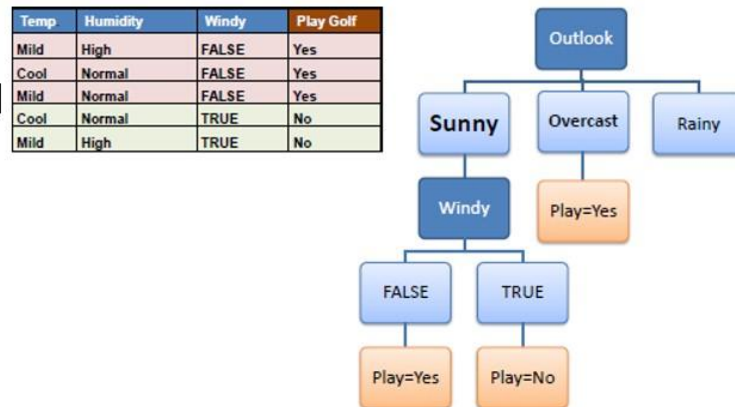 Temp. Humidity Windy Play Golf
Mild High FALSE Yes
Cool Normal FALSE Yes
Mild Normal FALSE Yes
Cool Normal TRUE No
Mild High TRUE No
Outlook
Sunny Overcast Rainy
Windy Play=Yes
FALSE TRUE
Play=Yes Play=No